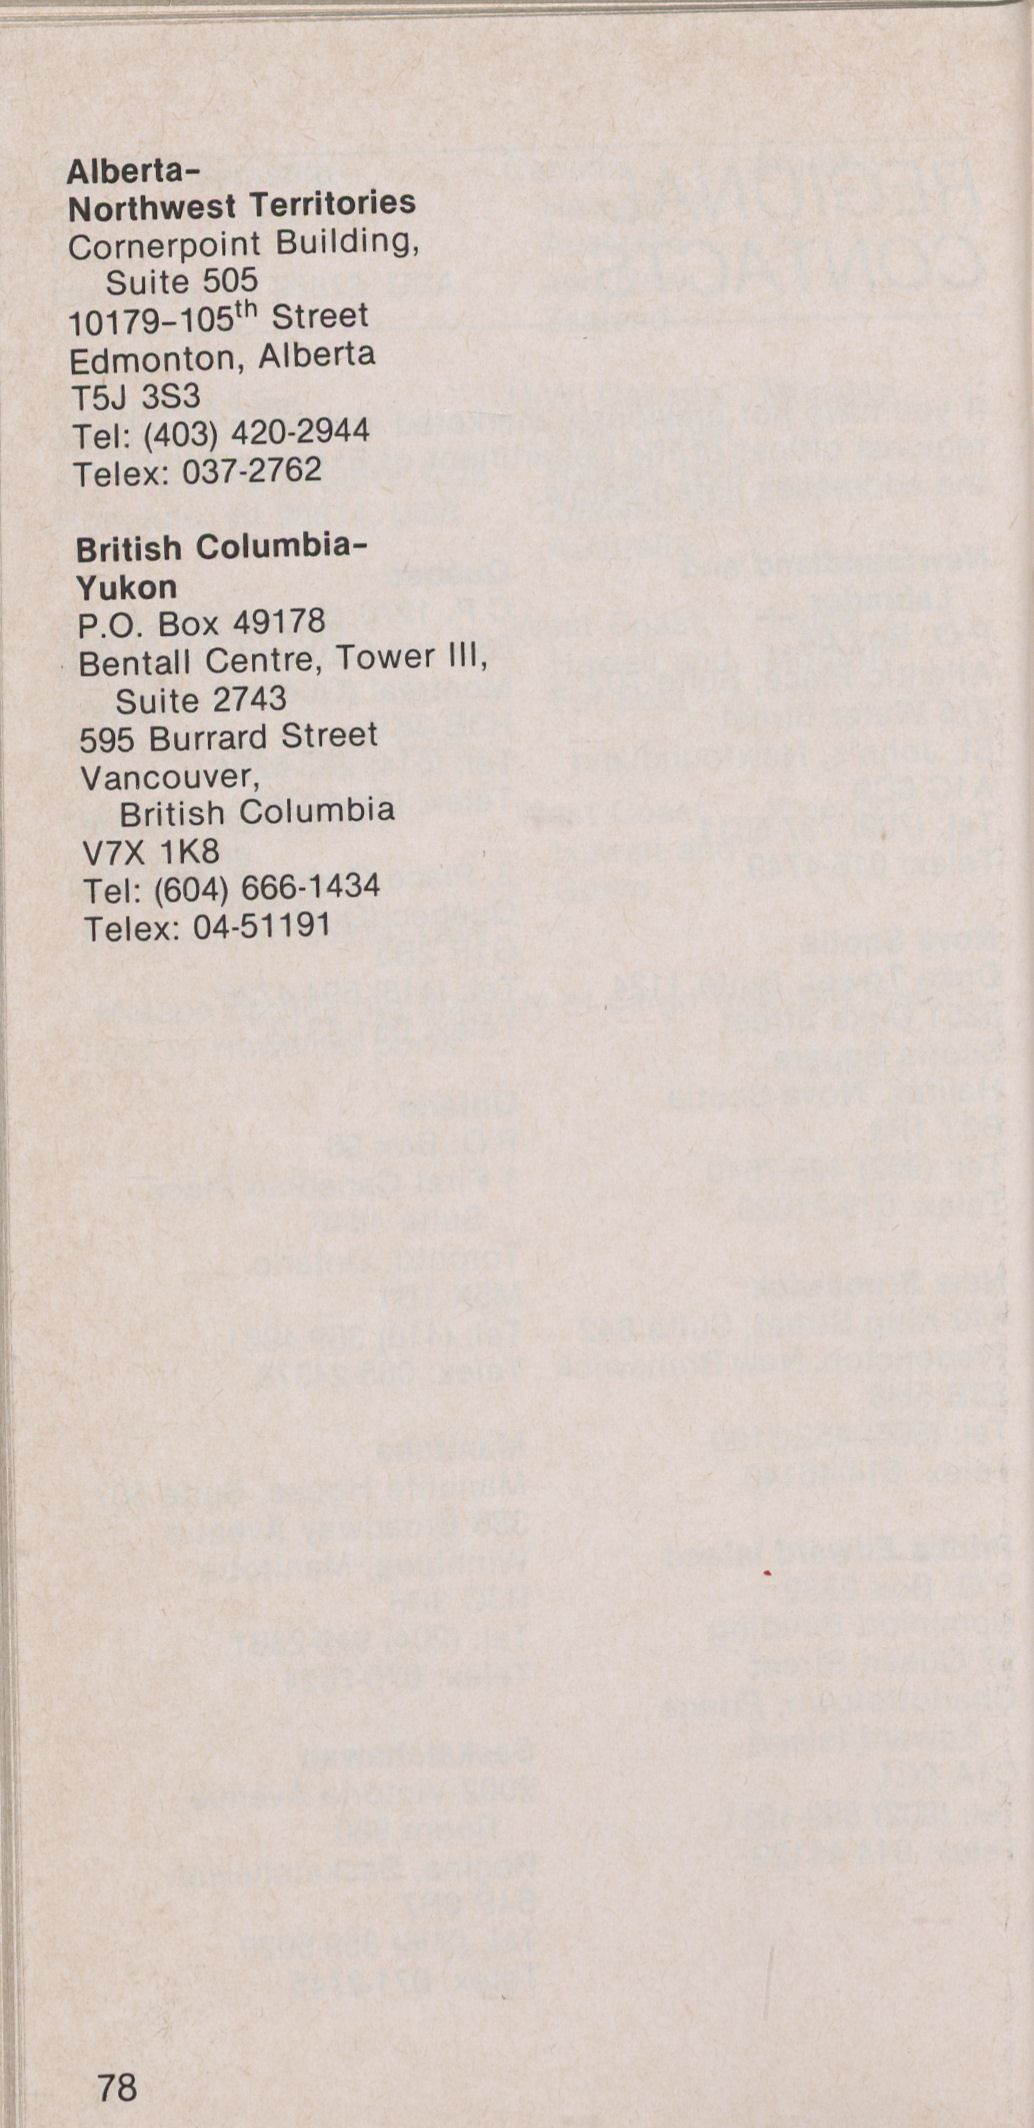 Alberta–
Northwest Territories
Cornerpoint Building,
Suite 505
10179–105th Street
Edmonton, Alberta
T5J 3S3
Tel: (403) 420-2944
Telex: 037-2762
British Columbia–
Yukon
P.O. Box 49178
Bentall Centre, Tower III,
Suite 2743
595 Burrard Street
Vancouver,
British Columbia
V7X 1K8
Tel: (604) 666-1434
Telex: 04-51191
78